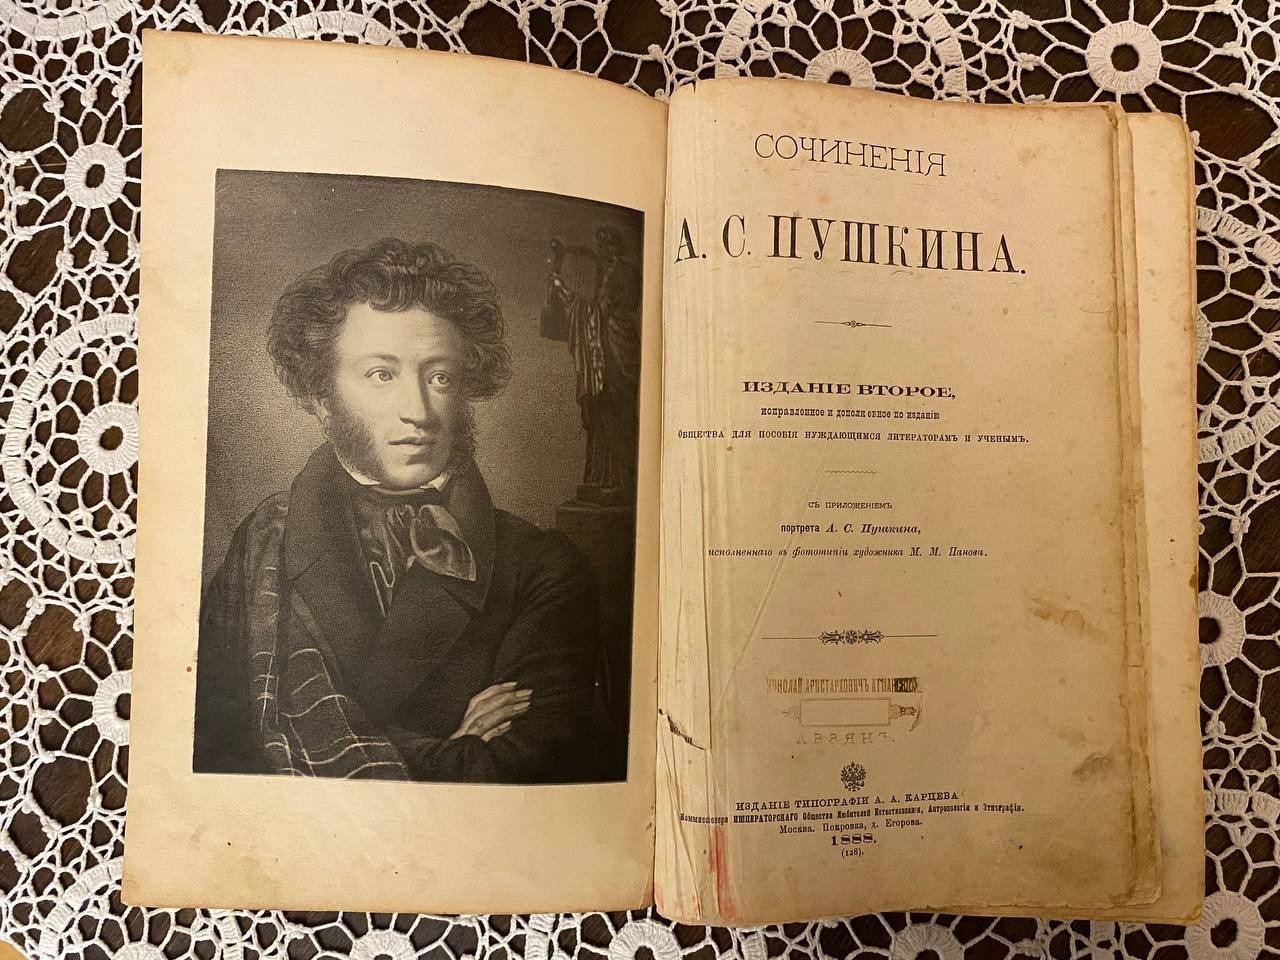 СОЧИНЕНІЯ
А. С. ПУШКИНА.
ИЗДАНІЕ ВТОРОЕ,
исправленное и дополненное по изданію
Общества для пособія нуждающимся литераторамъ и ученымъ.
СЪ ПРИЛОЖЕНІЕМЪ
портрета А. С. Пушкина,
исполненнаго въ фототипіи художника М. М. Панова.
НИКОЛАЙ АРИСТАРХОВИЧЪ
АВЗЯНЪ.
ИЗДАНІЕ ТИПОГРАФІИ А. А. КАРЦЕВА
Коммиссіонера ИМПЕРАТОРСКАГО Общества Любителей Естествознанія, Антропологіи и Этнографіи.
Москва. Покровка, д. Егорова.
1888.
(128).